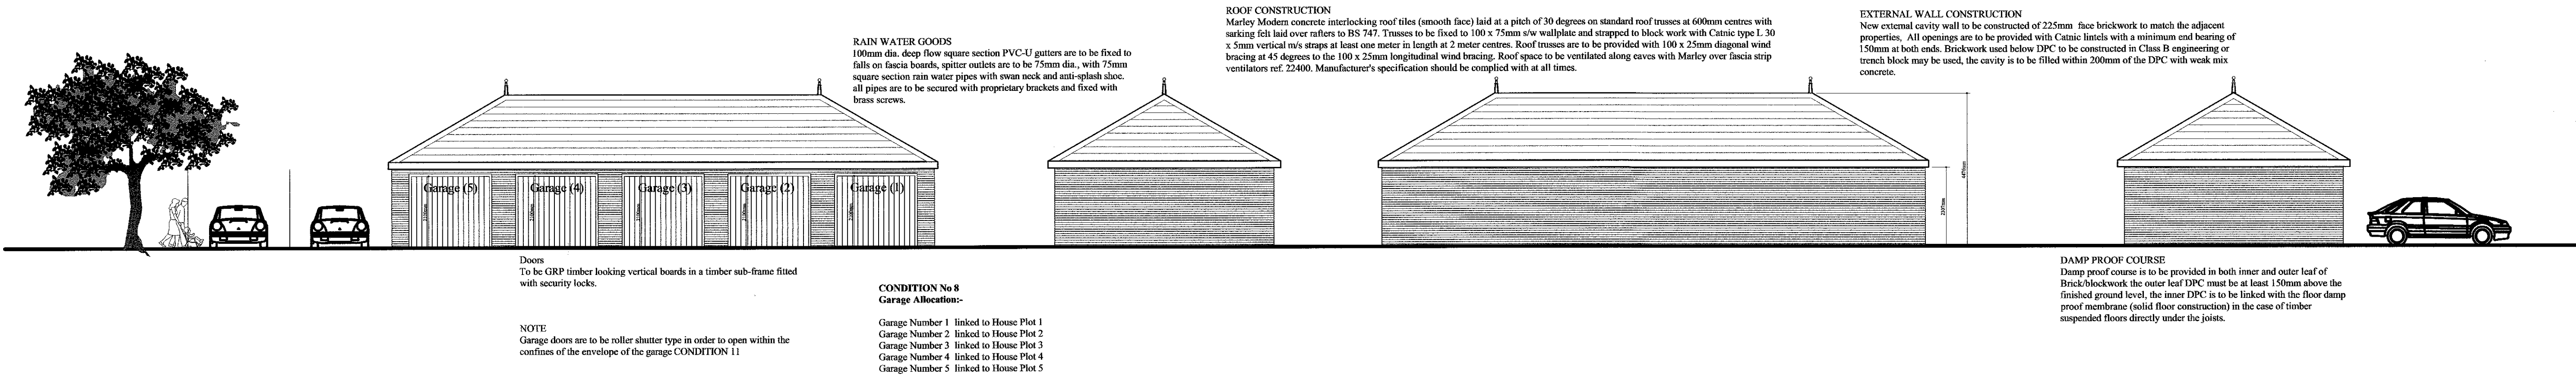 RAIN WATER GOODS
100mm dia. deep flow square section PVC-U gutters are to be fixed to
falls on fascia boards, spitter outlets are to be 75mm dia., with 75mm
square section rain water pipes with swan neck and anti-splash shoe.
all pipes are to be secured with proprietary brackets and fixed with
brass screws.
ROOF CONSTRUCTION
Marley Modern concrete interlocking roof tiles (smooth face) laid at a pitch of 30 degrees on standard roof trusses at 600mm centres with
sarking felt laid over rafters to BS 747. Trusses to be fixed to 100 x 75mm s/w wallplate and strapped to block work with Catnic type L 30
x 5mm vertical m/s straps at least one meter in length at 2 meter centres. Roof trusses are to be provided with 100 x 25mm diagonal wind
bracing at 45 degrees to the 100 x 25mm longitudinal wind bracing. Roof space to be ventilated along eaves with Marley over fascia strip
ventilators ref. 22400. Manufacturer's specification should be complied with at all times.
EXTERNAL WALL CONSTRUCTION
New external cavity wall to be constructed of 225mm face brickwork to match the adjacent
properties, All openings are to be provided with Catnic lintels with a minimum end bearing of
150mm at both ends. Brickwork used below DPC to be constructed in Class B engineering or
trench block may be used, the cavity is to be filled within 200mm of the DPC with weak mix
concrete.
Garage (5)
Garage (4)
Garage (3)
Garage (2)
Garage (1)
2100mm
2100mm
2100mm
2100mm
2100mm
Doors
To be GRP timber looking vertical boards in a timber sub-frame fitted
with security locks.
NOTE
Garage doors are to be roller shutter type in order to open within the
confines of the envelope of the garage CONDITION 11
CONDITION No 8
Garage Allocation:-
Garage Number 1 linked to House Plot 1
Garage Number 2 linked to House Plot 2
Garage Number 3 linked to House Plot 3
Garage Number 4 linked to House Plot 4
Garage Number 5 linked to House Plot 5
DAMP PROOF COURSE
Damp proof course is to be provided in both inner and outer leaf of
Brick/blockwork the outer leaf DPC must be at least 150mm above the
finished ground level, the inner DPC is to be linked with the floor damp
proof membrane (solid floor construction) in the case of timber
suspended floors directly under the joists.